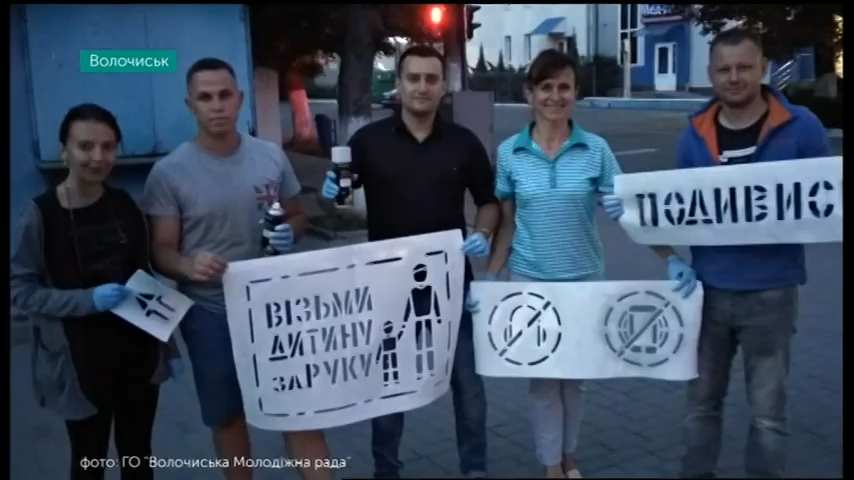 Волочиськ
ВІЗЬМИ
ДИТИНУ
ЗА РУКУ
ПОДИВИС
фото: ГО "Волочиська Молодіжна рада"